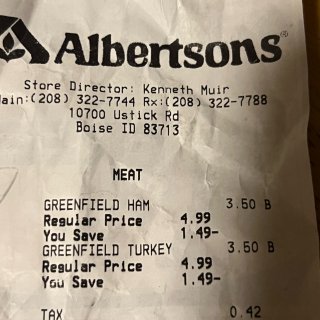 Albertsons®
Store Director: Kenneth Muir
ain:(208) 322-7744 Rx:(208) 322-7788
10700 Ustick Rd
Boise ID 83713
MEAT
GREENFIELD HAM 3.50 B
Regular Price 4.99
You Save 1.49-
GREENFIELD TURKEY 3.50 B
Regular Price 4.99
You Save 1.49-
TAX 0.42